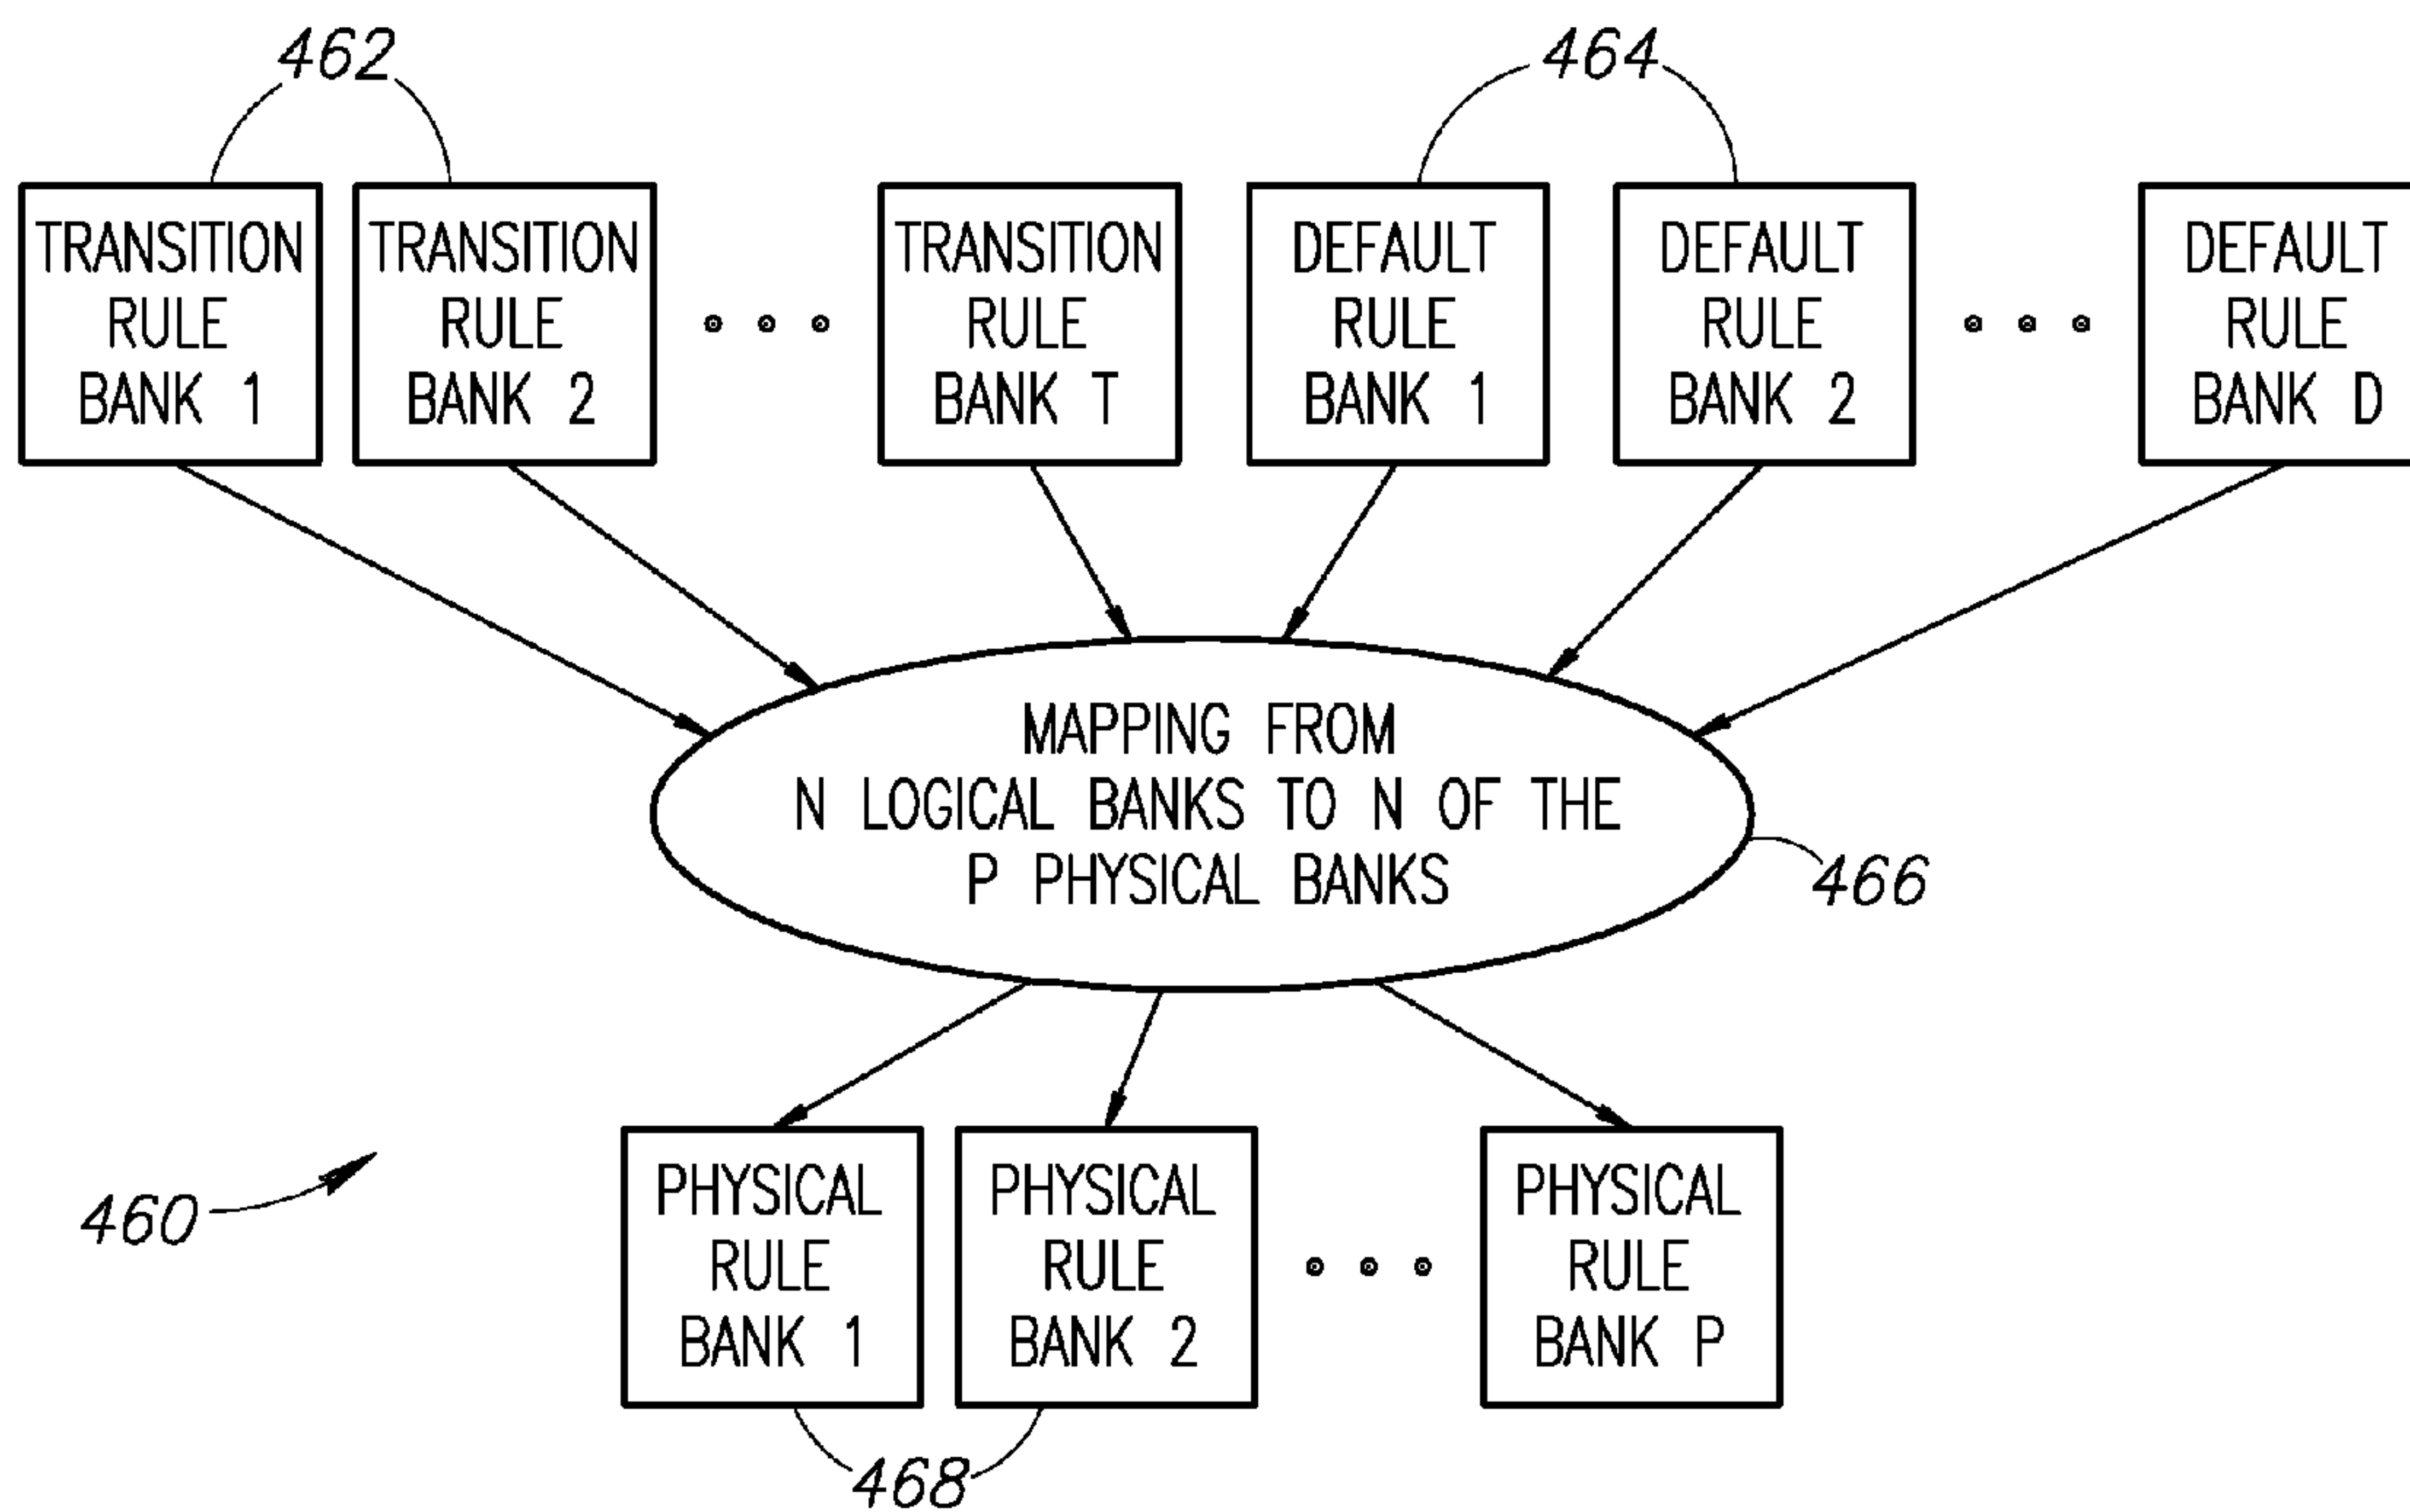 462
464
TRANSITION
RULE
BANK 1
TRANSITION
RULE
BANK 2
TRANSITION
RULE
BANK T
DEFAULT
RULE
BANK 1
DEFAULT
RULE
BANK 2
DEFAULT
RULE
BANK D
MAPPING FROM
N LOGICAL BANKS TO N OF THE
P PHYSICAL BANKS
466
460
PHYSICAL
RULE
BANK 1
PHYSICAL
RULE
BANK 2
PHYSICAL
RULE
BANK P
468